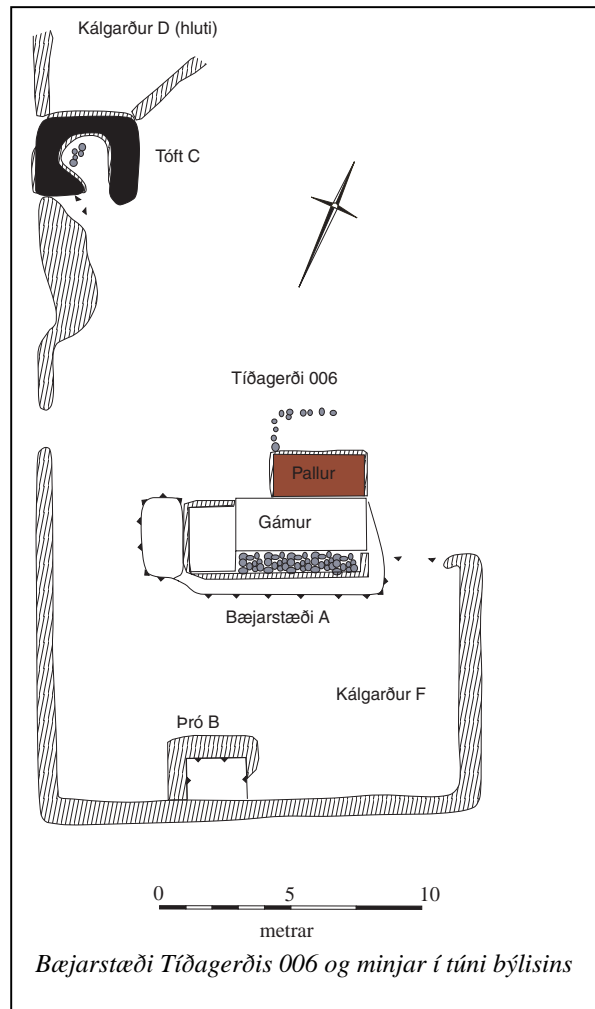 Kálgarður D (hluti)
Tóft C
Tíðagerði 006
Pallur
Gámur
Bæjarstæði A
Kálgarður F
Þró B
0 5 10
metrar
Bæjarstæði Tíðagerðis 006 og minjar í túni býlisins